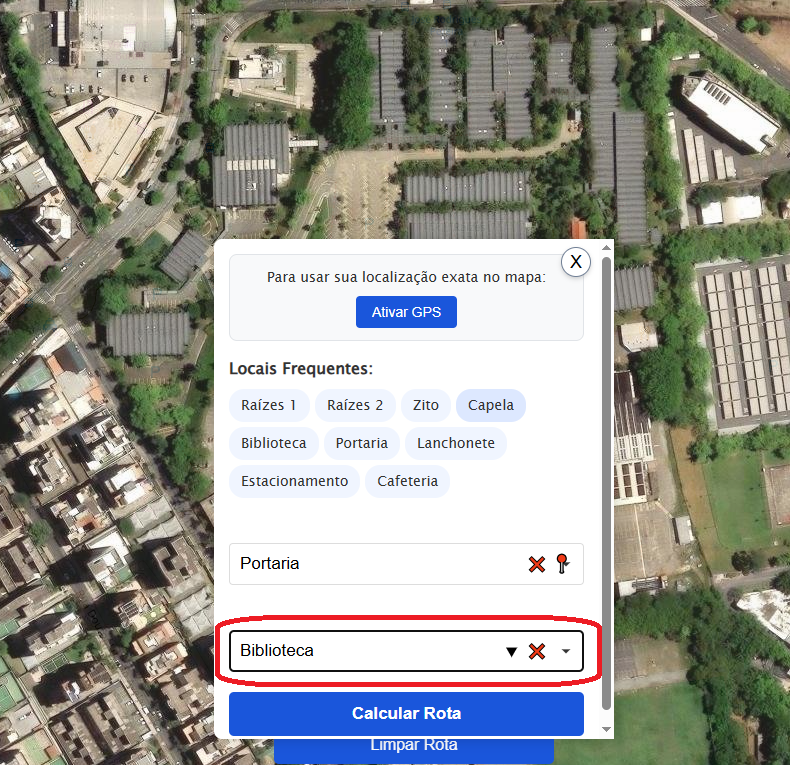 X
Para usar sua localização exata no mapa:
Ativar GPS
Locais Frequentes:
Raízes 1 Raízes 2 Zito Capela
Biblioteca Portaria Lanchonete
Estacionamento Cafeteria
Portaria
Biblioteca
Calcular Rota
Limpar Rota